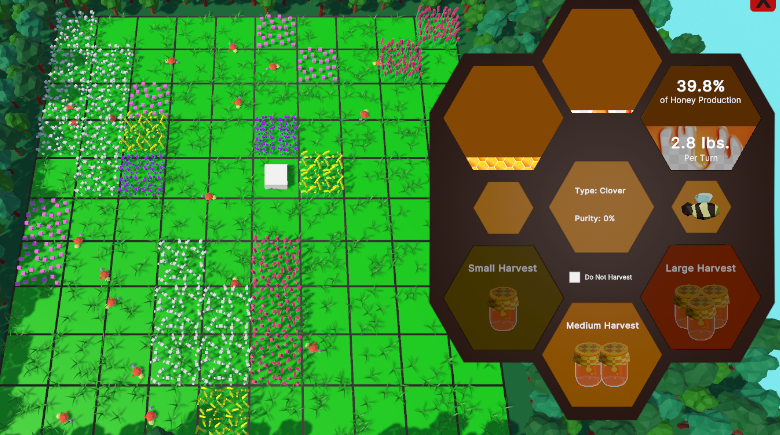 X
39.8%
of Honey Production
2.8 lbs.
Per Turn
Type: Clover
Purity: 0%
Small Harvest
Do Not Harvest
Large Harvest
Medium Harvest